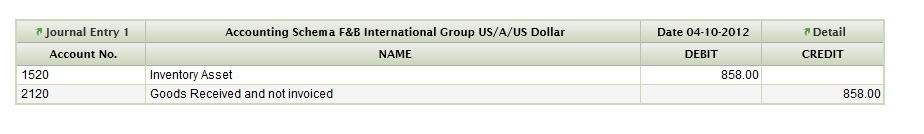 Journal Entry 1 Accounting Schema F&B International Group US/A/US Dollar Date 04-10-2012 Detail
Account No. NAME DEBIT CREDIT
1520 Inventory Asset 858.00
2120 Goods Received and not invoiced 858.00